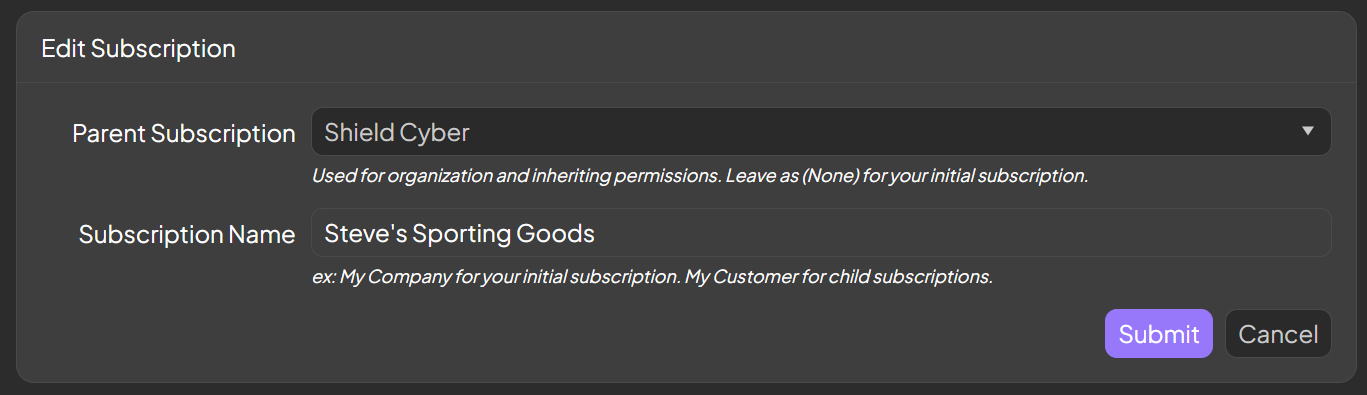 Edit Subscription
Parent Subscription Shield Cyber
Used for organization and inheriting permissions. Leave as (None) for your initial subscription.
Subscription Name Steve's Sporting Goods
ex: My Company for your initial subscription. My Customer for child subscriptions.
Submit Cancel